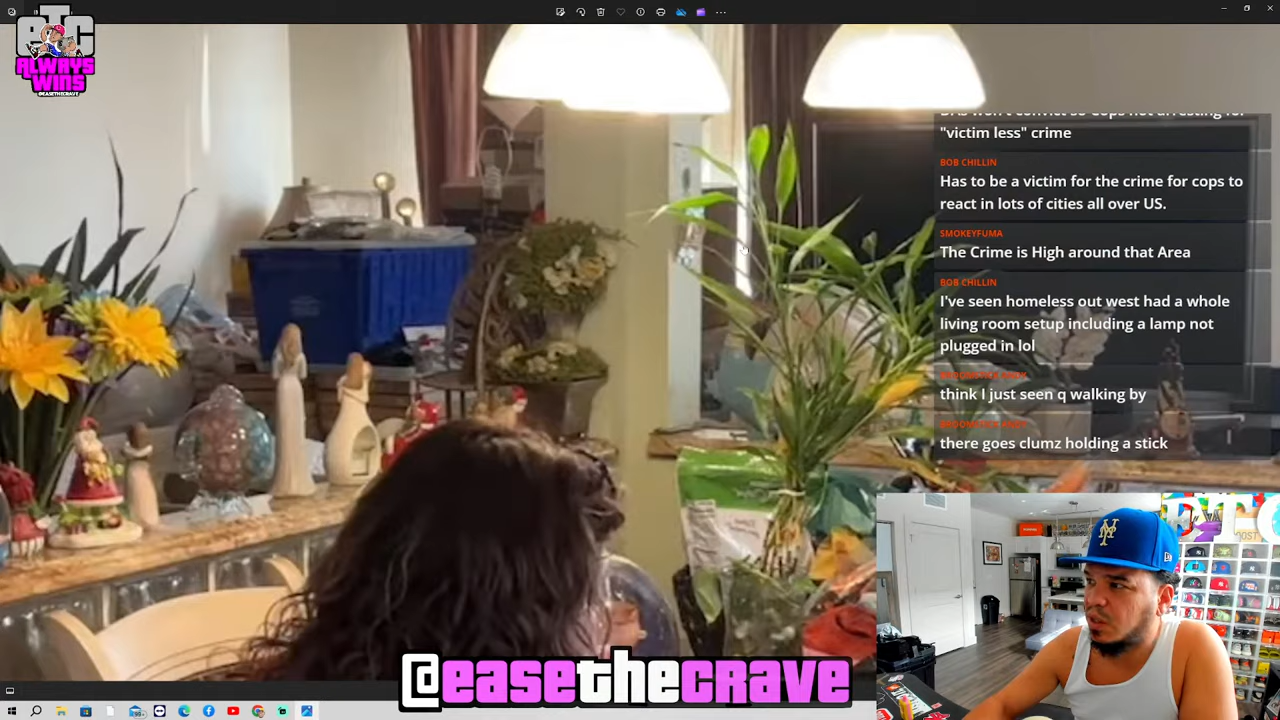 PTC
ALWAYS
WINS
@EASETHECRAVE
"victim less" crime
BOB CHILLIN
Has to be a victim for the crime for cops to
react in lots of cities all over US.
SMOKEYFUMA
The Crime is High around that Area
BOB CHILLIN
I've seen homeless out west had a whole
living room setup including a lamp not
plugged in lol
think I just seen q walking by
there goes clumz holding a stick
@easethecrave